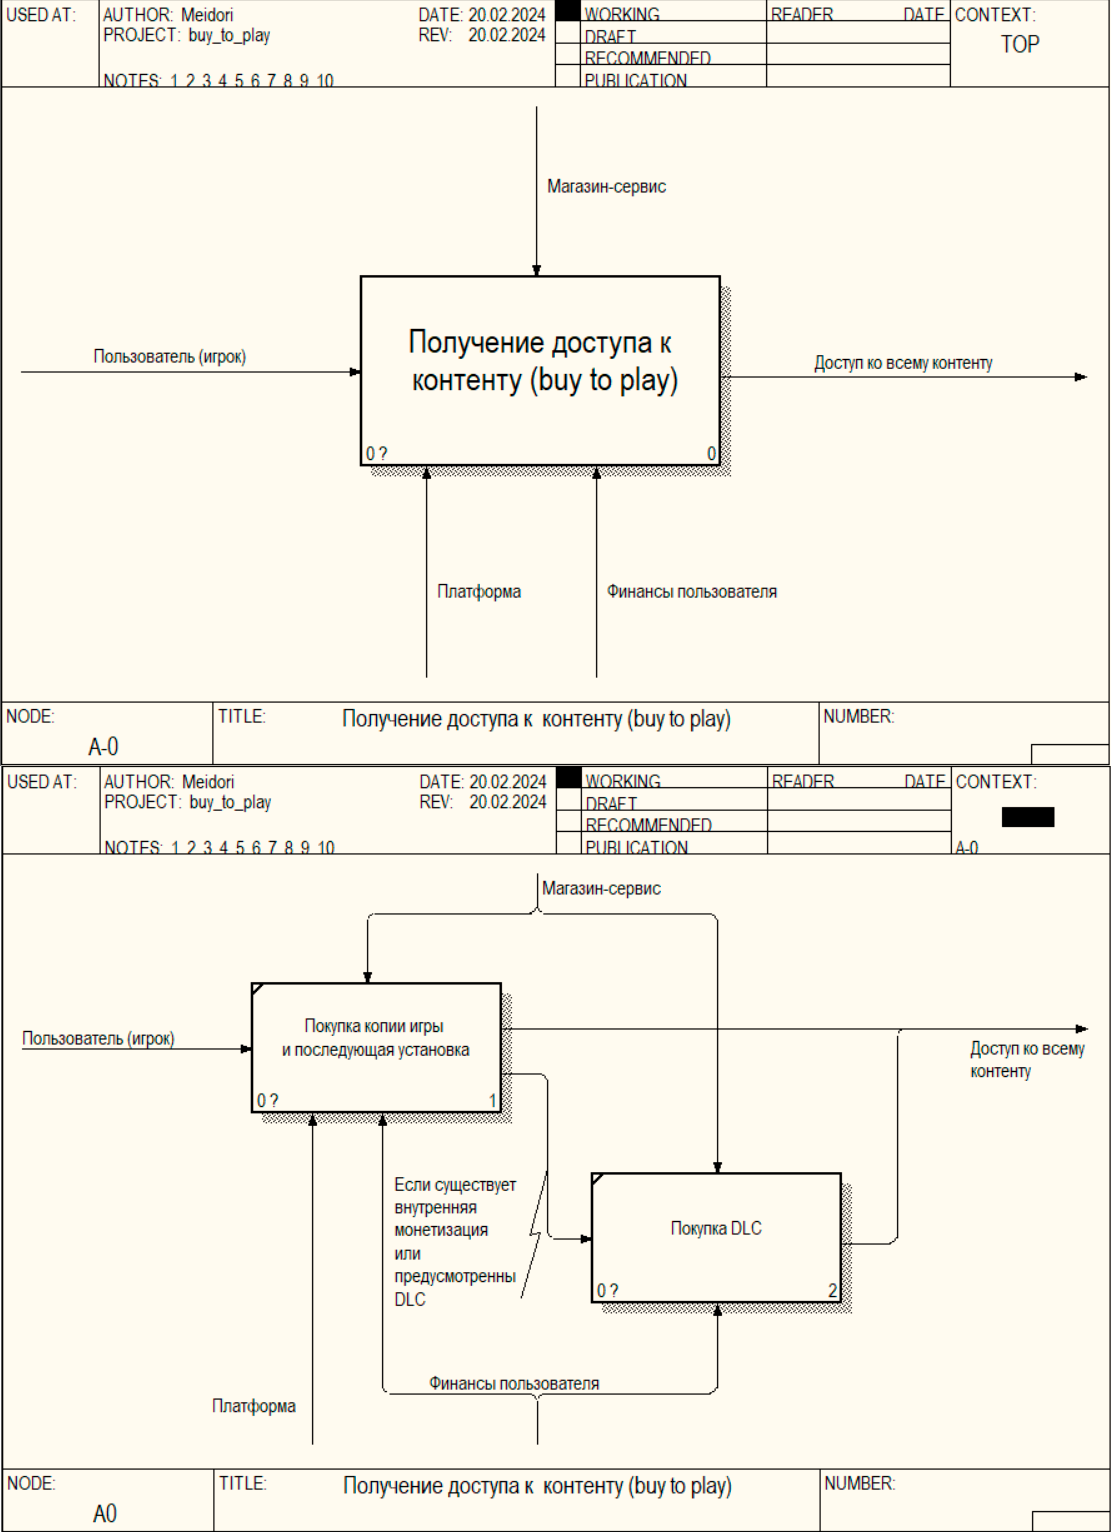 USED AT:
AUTHOR: Meidori
DATE: 20.02.2024
WORKING
READER
DATE
CONTEXT:
PROJECT: buy_to_play
REV: 20.02.2024
DRAFT
TOP
RECOMMENDED
NOTES: 1 2 3 4 5 6 7 8 9 10
PUBLICATION
Магазин-сервис
Получение доступа к
контенту (buy to play)
Пользователь (игрок)
Доступ ко всему контенту
0 ?
0
Платформа
Финансы пользователя
NODE:
TITLE:
Получение доступа к контенту (buy to play)
NUMBER:
A-0
USED AT:
AUTHOR: Meidori
DATE: 20.02.2024
WORKING
READER
DATE
CONTEXT:
PROJECT: buy_to_play
REV: 20.02.2024
DRAFT
RECOMMENDED
NOTES: 1 2 3 4 5 6 7 8 9 10
PUBLICATION
A-0
Магазин-сервис
Пользователь (игрок)
Покупка копии игры
и последующая установка
0 ?
1
Доступ ко всему
контенту
Если существует
внутренняя
монетизация
или
предусмотренны
DLC
Покупка DLC
0 ?
2
Финансы пользователя
Платформа
NODE:
TITLE:
Получение доступа к контенту (buy to play)
NUMBER:
A0